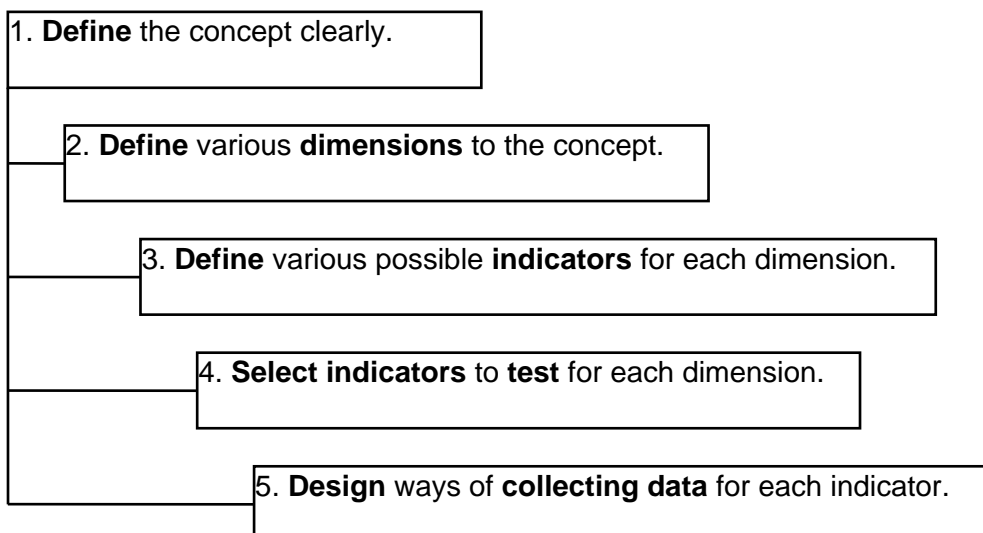 1. Define the concept clearly.
2. Define various dimensions to the concept.
3. Define various possible indicators for each dimension.
4. Select indicators to test for each dimension.
5. Design ways of collecting data for each indicator.